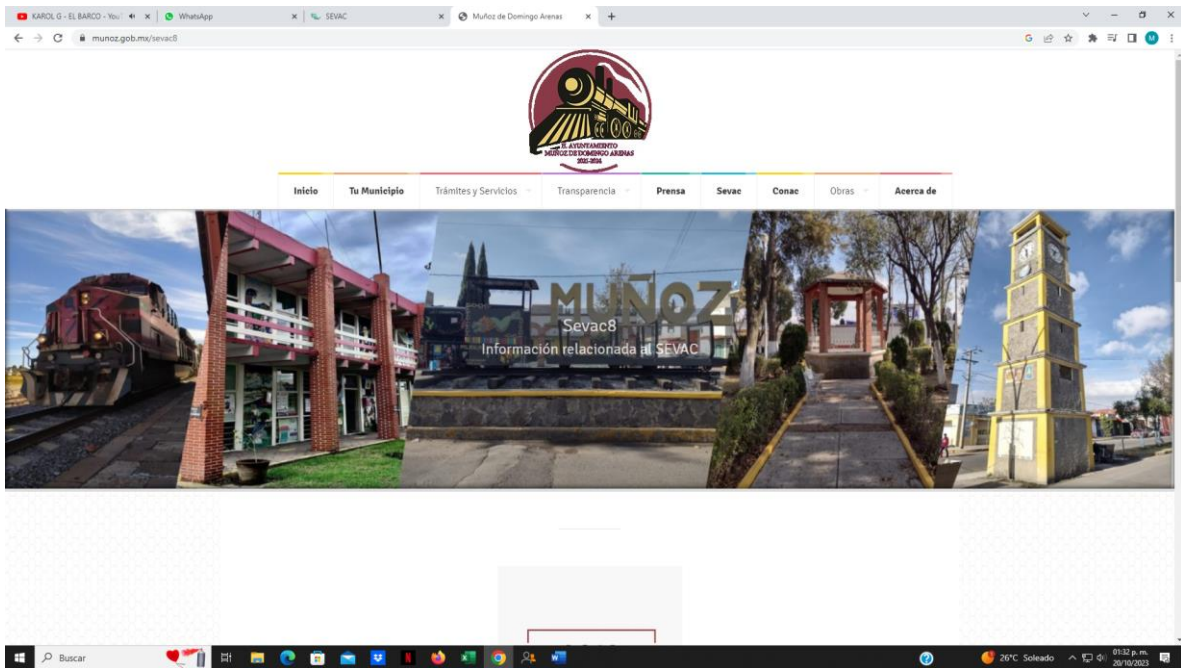 KAROL G - EL BARCO - You
WhatsApp
SEVAC
Muñoz de Domingo Arenas
munoz.gob.mx/sevac8
H. AYUNTAMIENTO
MUÑOZ DE DOMINGO ARENAS
2021-2024
Inicio Tu Municipio Trámites y Servicios Transparencia Prensa Sevac Conac Obras Acerca de
MUÑOZ
Sevac8
Información relacionada al SEVAC
Buscar
26°C Soleado
01:32 p. m.
20/10/2023